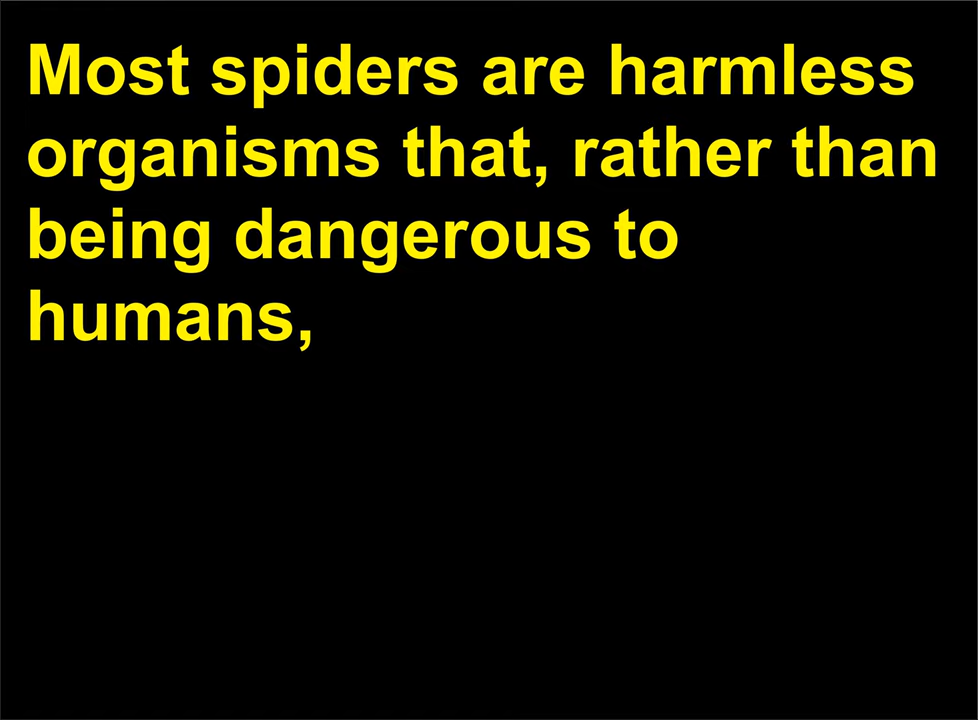 Most spiders are harmless
organisms that, rather than
being dangerous to
humans,